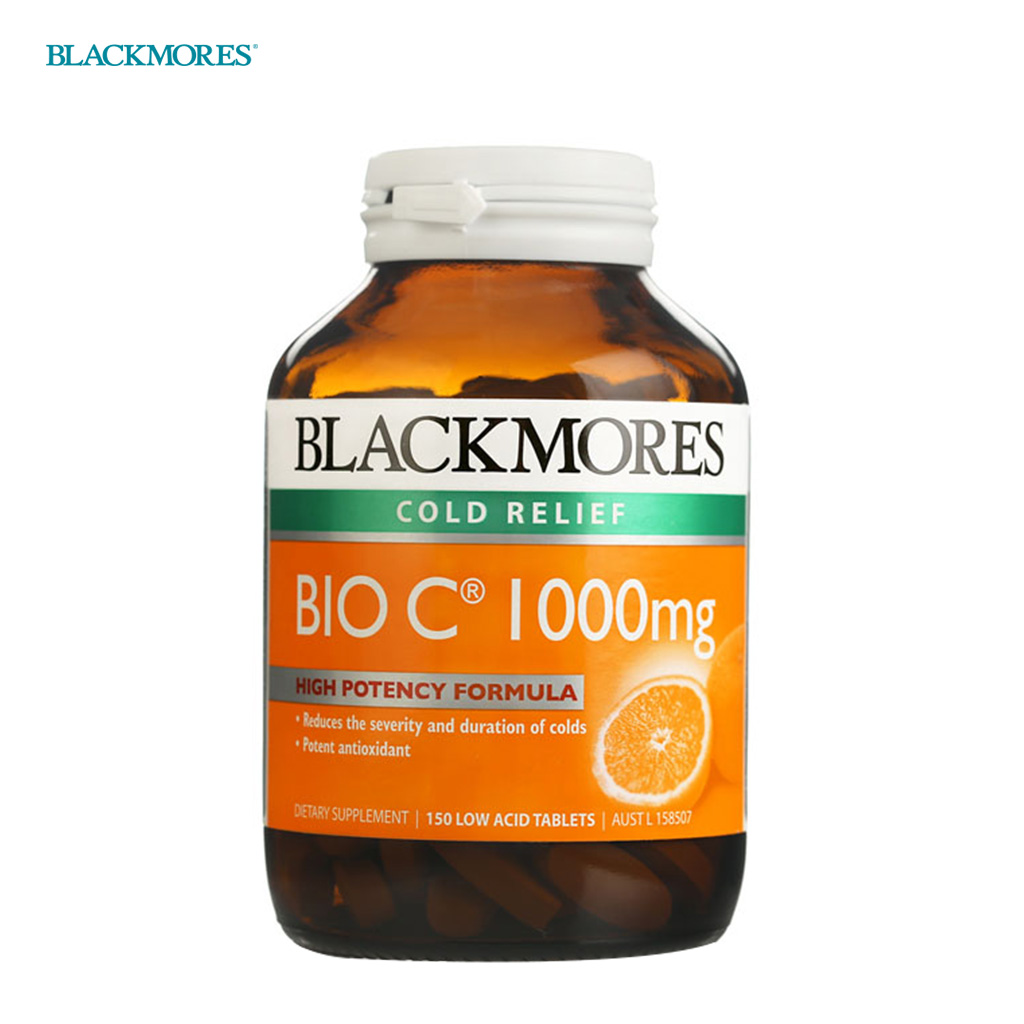 BLACKMORES®
BLACKMORES
COLD RELIEF
BIO C® 1000mg
HIGH POTENCY FORMULA
• Reduces the severity and duration of colds
• Potent antioxidant
DIETARY SUPPLEMENT | 150 LOW ACID TABLETS | AUST L 158507